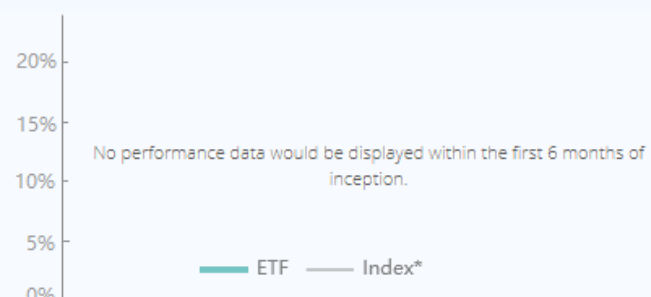 20%
15%
No performance data would be displayed within the first 6 months of
inception.
10%
5%
ETF Index*
0%